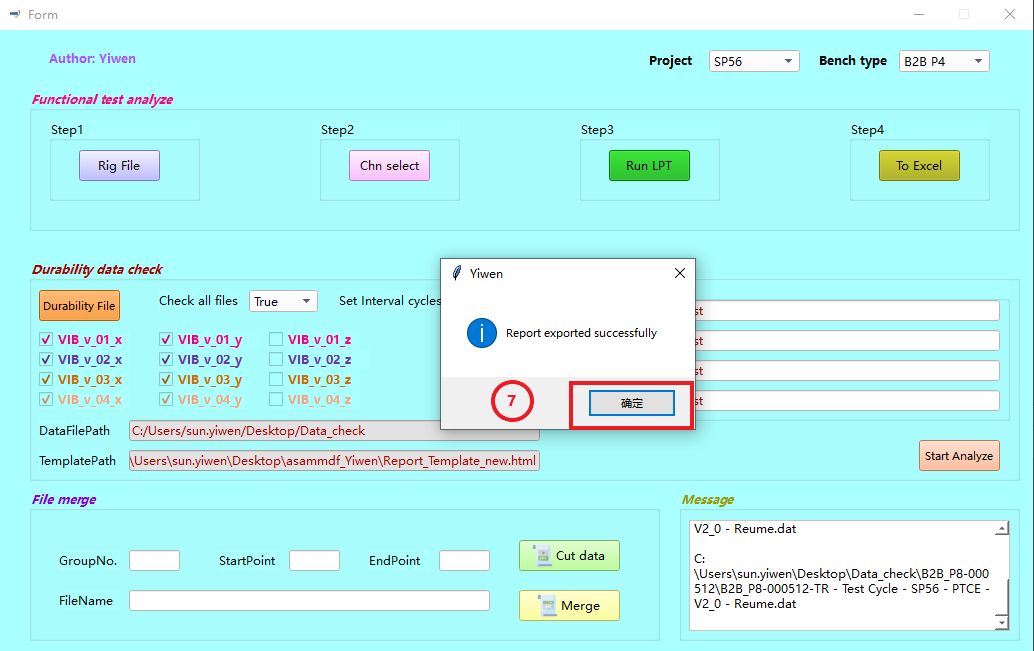 Form
Author: Yiwen
Project SP56 Bench type B2B P4
Functional test analyze
Step1 Step2 Step3 Step4
Rig File Chn select Run LPT To Excel
Durability data check
Durability File Check all files True Set Interval cycles
VIB_v_01_x VIB_v_01_y VIB_v_01_z
VIB_v_02_x VIB_v_02_y VIB_v_02_z
VIB_v_03_x VIB_v_03_y VIB_v_03_z
VIB_v_04_x VIB_v_04_y VIB_v_04_z
st
st
st
st
Yiwen
Report exported successfully
7 确定
DataFilePath C:/Users/sun.yiwen/Desktop/Data_check
TemplatePath \Users\sun.yiwen\Desktop\asammdf_Yiwen\Report_Template_new.html
Start Analyze
File merge
GroupNo. StartPoint EndPoint Cut data
FileName Merge
Message
V2_0 - Reume.dat
C:
\Users\sun.yiwen\Desktop\Data_check\B2B_P8-000
512\B2B_P8-000512-TR - Test Cycle - SP56 - PTCE -
V2_0 - Reume.dat